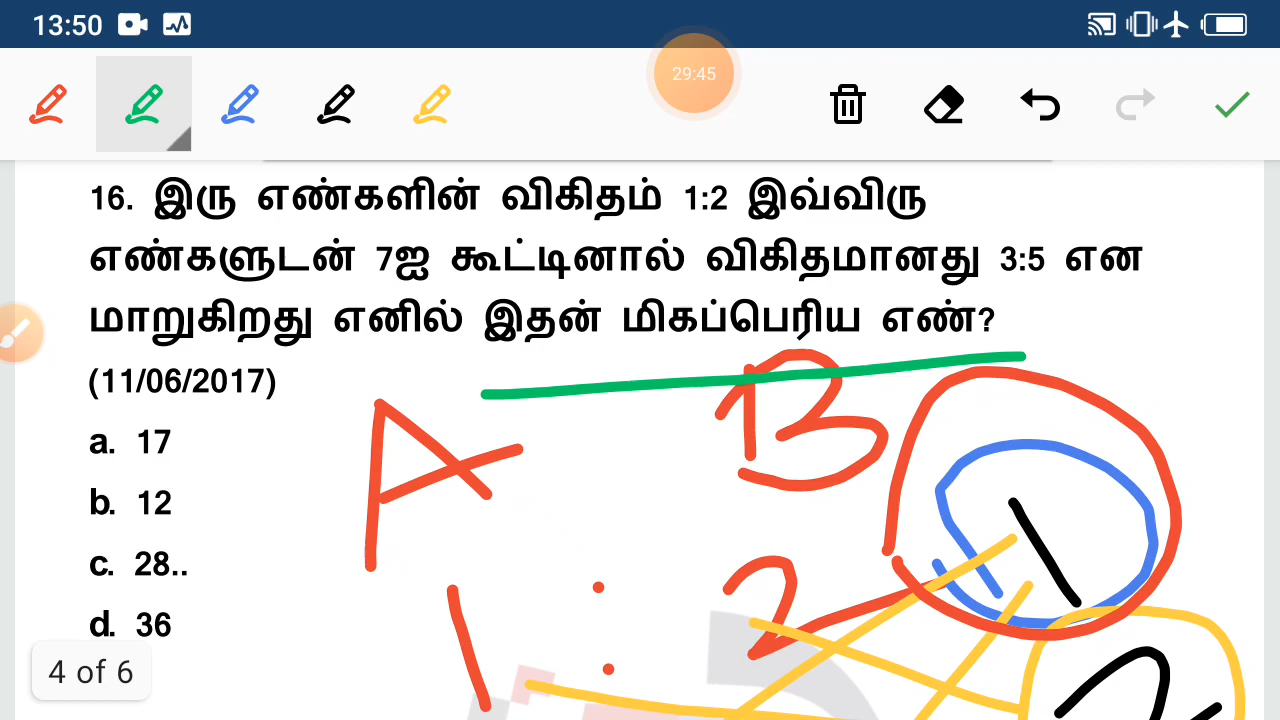 13:50
29:45
16. இரு எண்களின் விகிதம் 1:2 இவ்விரு
எண்களுடன் 7ஐ கூட்டினால் விகிதமானது 3:5 என
மாறுகிறது எனில் இதன் மிகப்பெரிய எண்?
(11/06/2017)
a. 17
b. 12
c. 28..
d. 36
A B
1
1 : 2
2
4 of 6